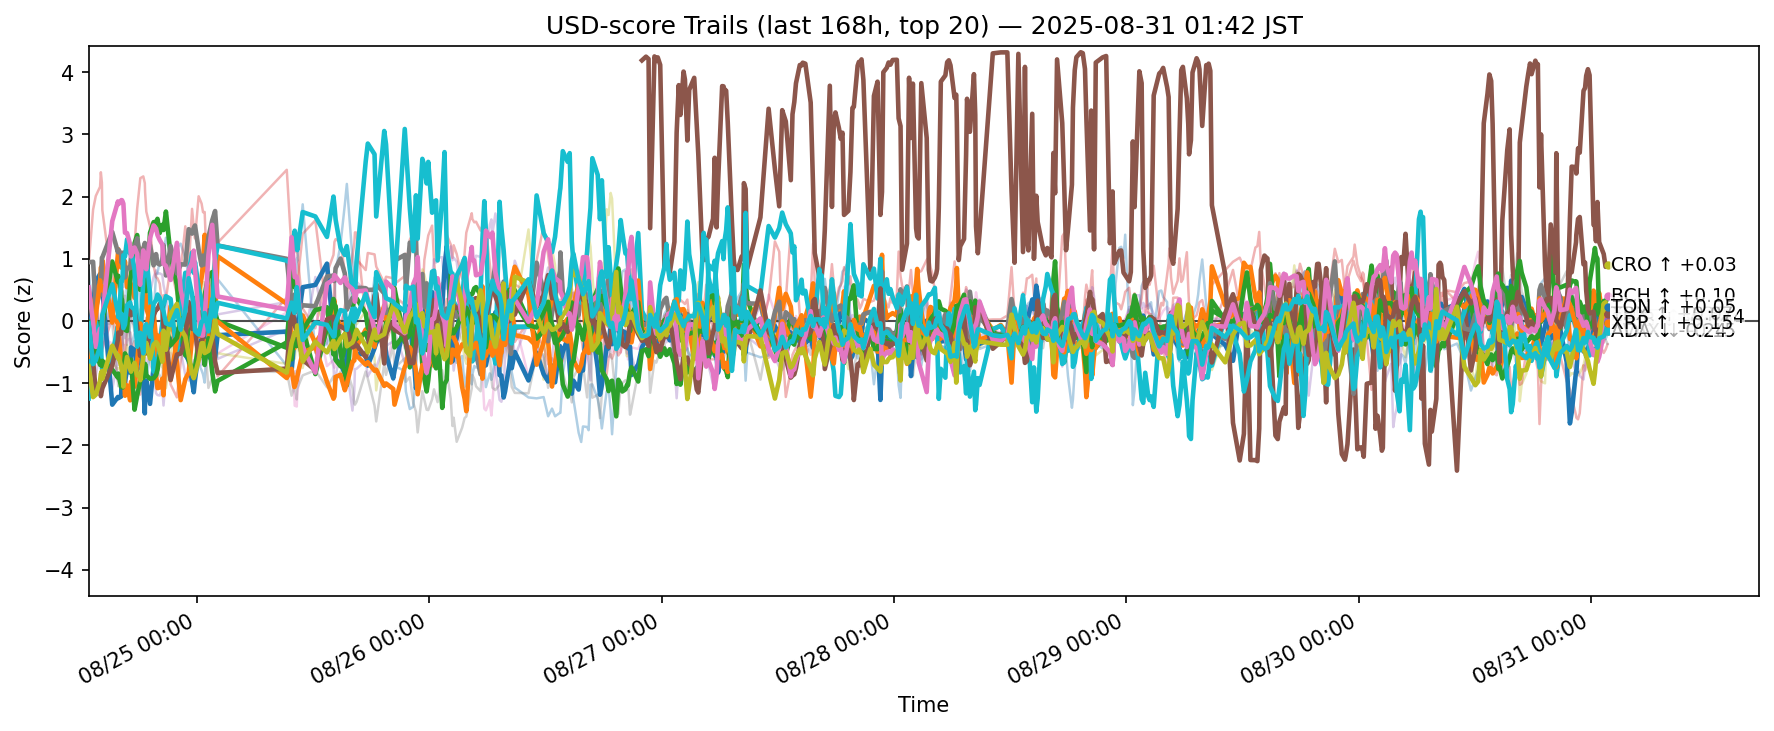 USD-score Trails (last 168h, top 20) — 2025-08-31 01:42 JST
Score (z)
4
3
2
1
0
−1
−2
−3
−4
CRO ↑ +0.03
BCH ↑ +0.10
TON ↑ +0.05
XRP ↑ +0.15
ADA
08/25 00:00
08/26 00:00
08/27 00:00
08/28 00:00
08/29 00:00
08/30 00:00
08/31 00:00
Time